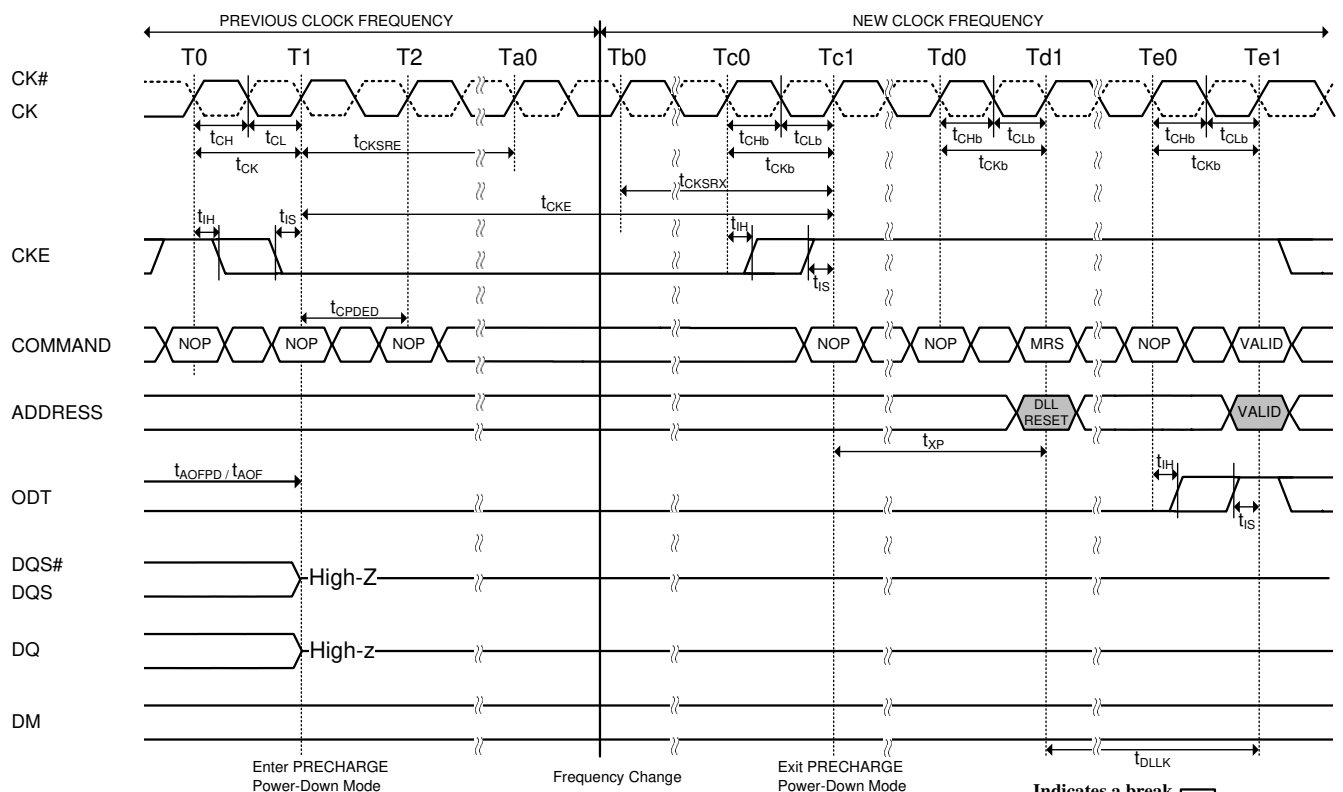 PREVIOUS CLOCK FREQUENCY NEW CLOCK FREQUENCY
T0 T1 T2 Ta0 Tb0 Tc0 Tc1 Td0 Td1 Te0 Te1
CK#
CK
tCH tCL tCHb tCLb tCHb tCLb tCHb tCLb
tCK tCKSRE tCKb tCKb tCKb
tCKSRX
tCKE
tIH tIS tIH
CKE
tIS
tCPDED
COMMAND NOP NOP NOP NOP NOP MRS NOP VALID
ADDRESS DLL RESET VALID
tXP
tAOFPD / tAOF tIH
ODT
tIS
DQS#
DQS
High-Z
DQ High-z
DM
tDLLK
Enter PRECHARGE
Power-Down Mode
Frequency Change
Exit PRECHARGE
Power-Down Mode
Indicates a break